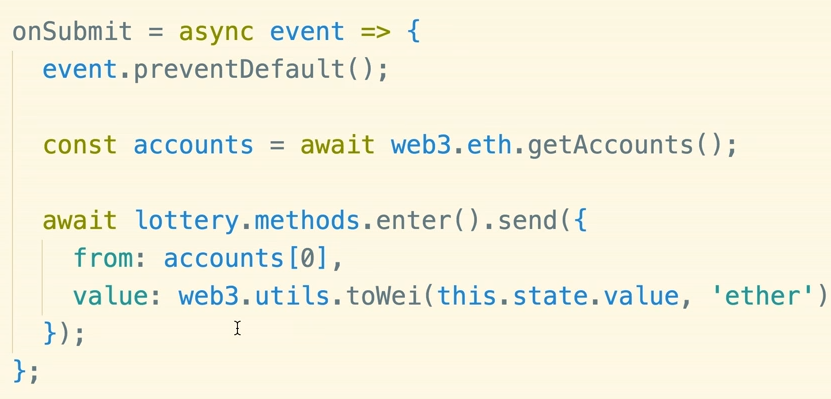 onSubmit = async event => {
event.preventDefault();
const accounts = await web3.eth.getAccounts();
await lottery.methods.enter().send({
from: accounts[0],
value: web3.utils.toWei(this.state.value, 'ether')
});
};